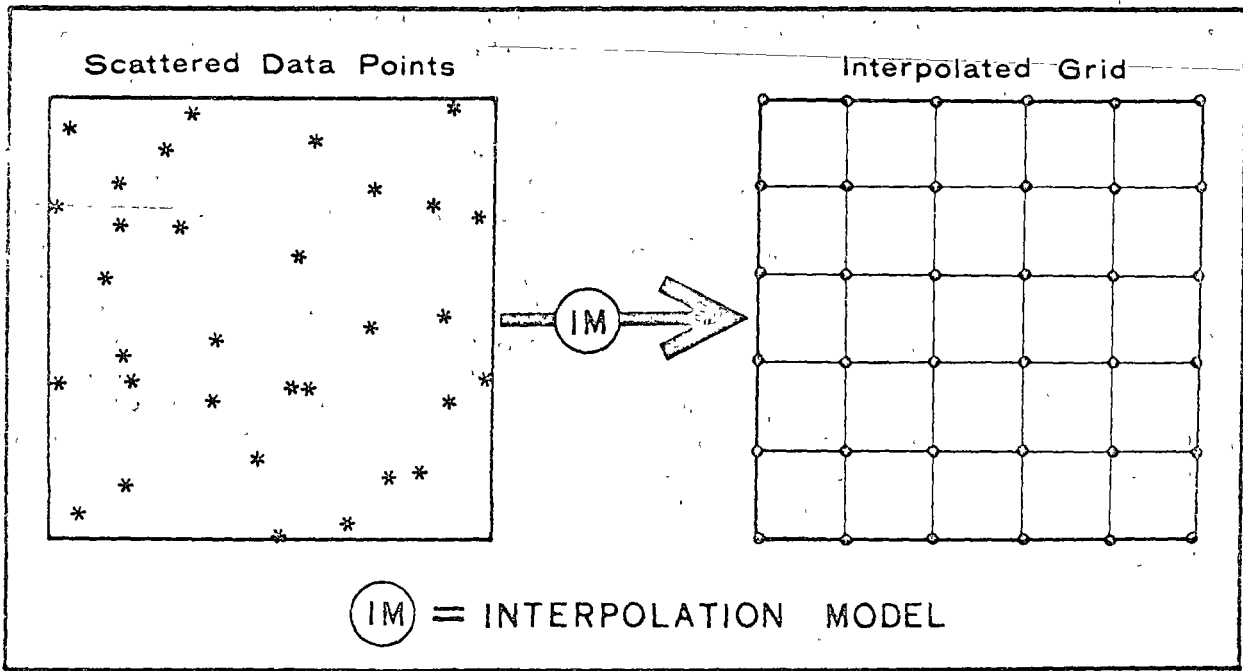 Scattered Data Points
Interpolated Grid
IM
IM = INTERPOLATION MODEL